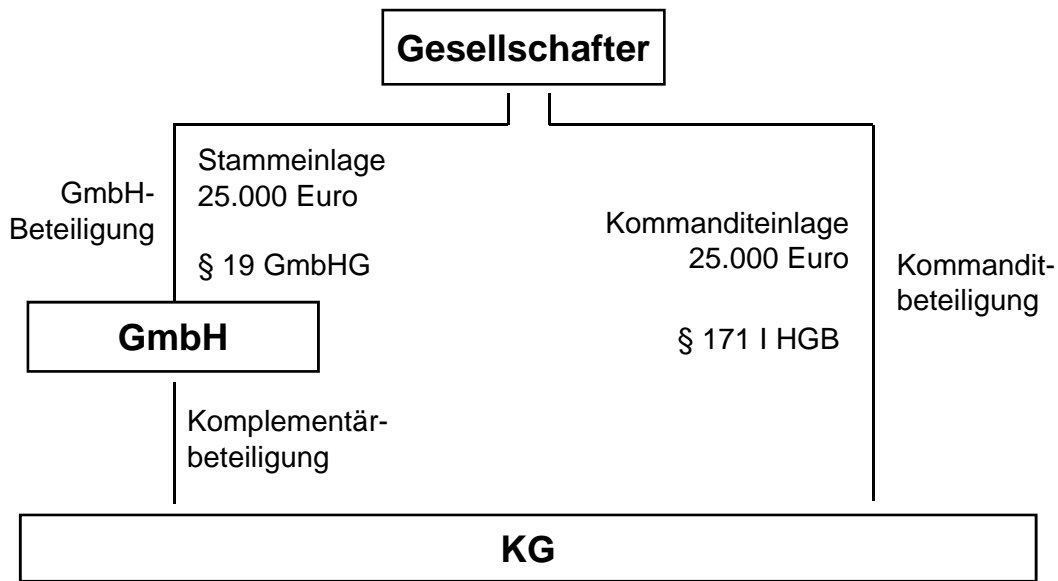 Gesellschafter
Stammeinlage
25.000 Euro
§ 19 GmbHG
GmbH-
Beteiligung
Kommanditeinlage
25.000 Euro
§ 171 I HGB
Kommandit-
beteiligung
GmbH
Komplementär-
beteiligung
KG